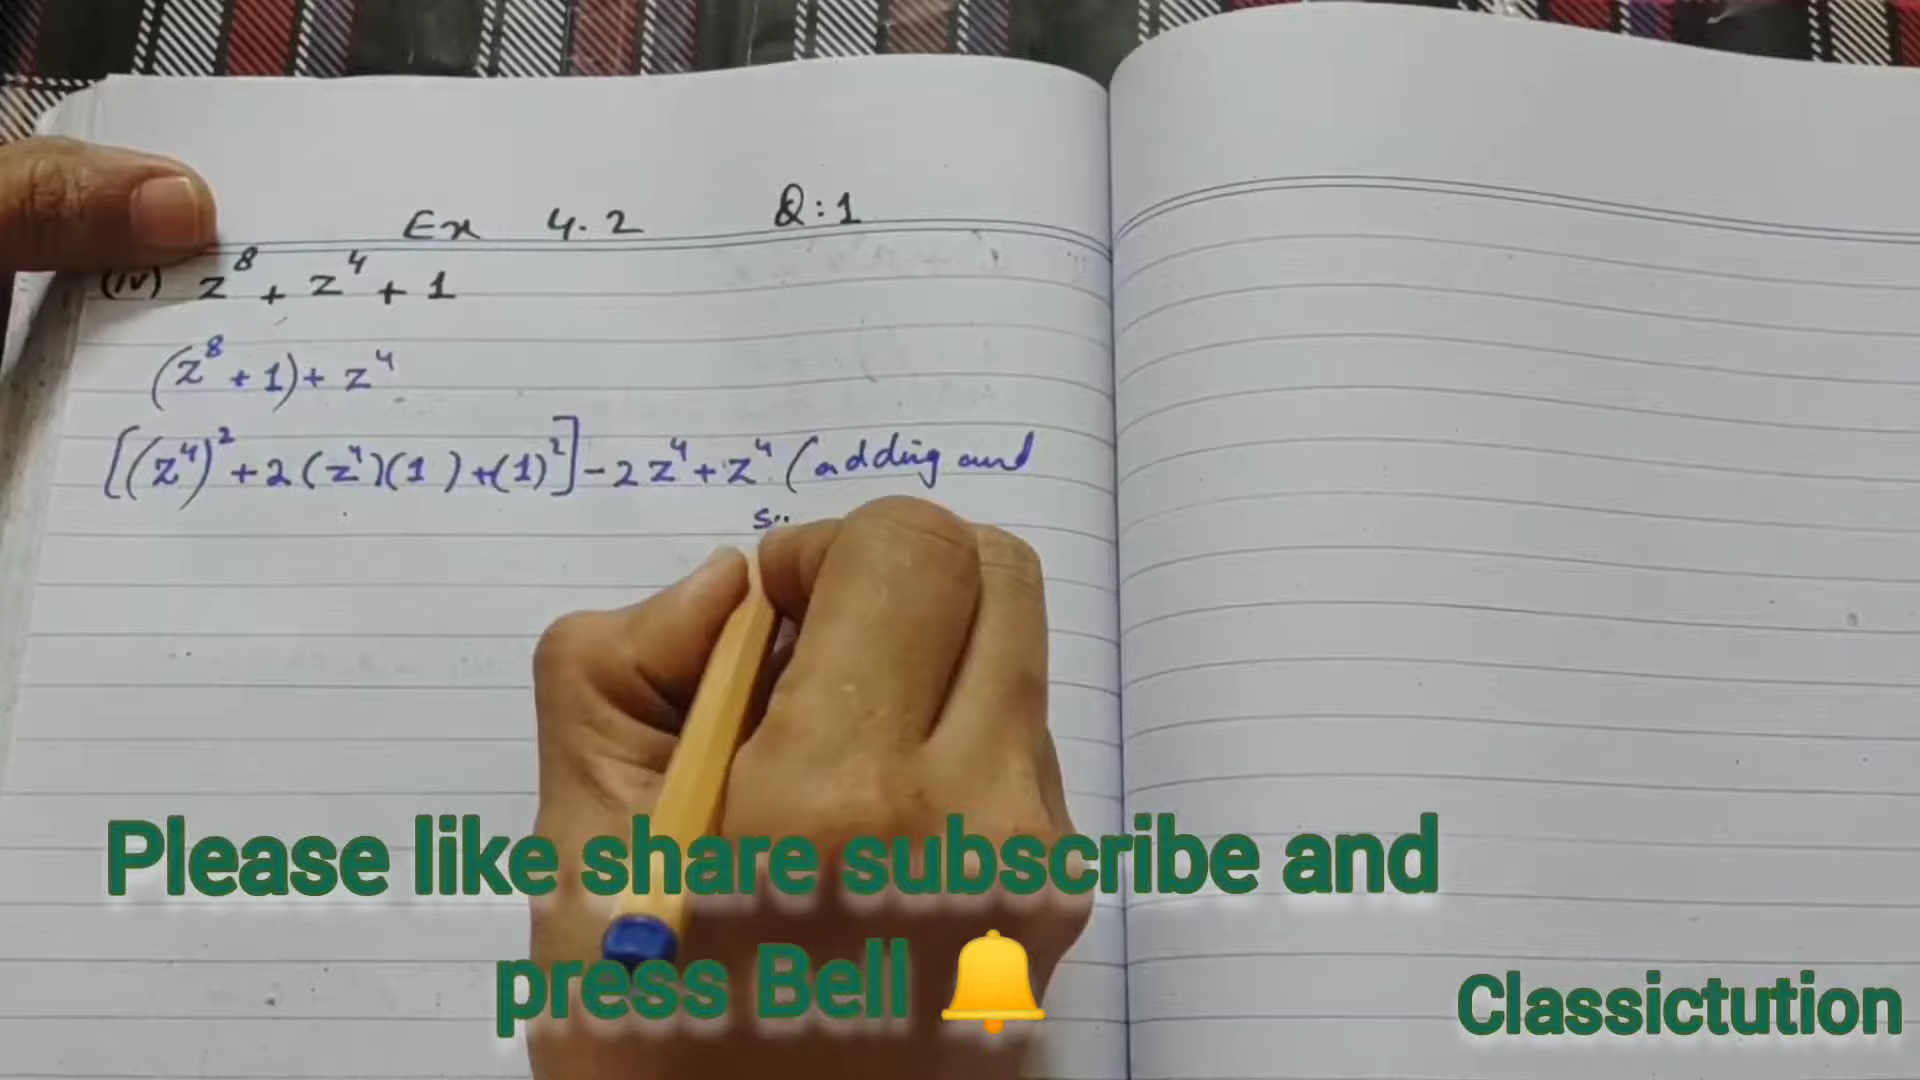 Ex 4.2 Q:1
(iv) z⁸ + z⁴ + 1
(z⁸ + 1) + z⁴
[(z⁴)² + 2(z⁴)(1) + (1)²] - 2z⁴ + z⁴ (adding and
Please like share subscribe and
press Bell 🔔
Classictution